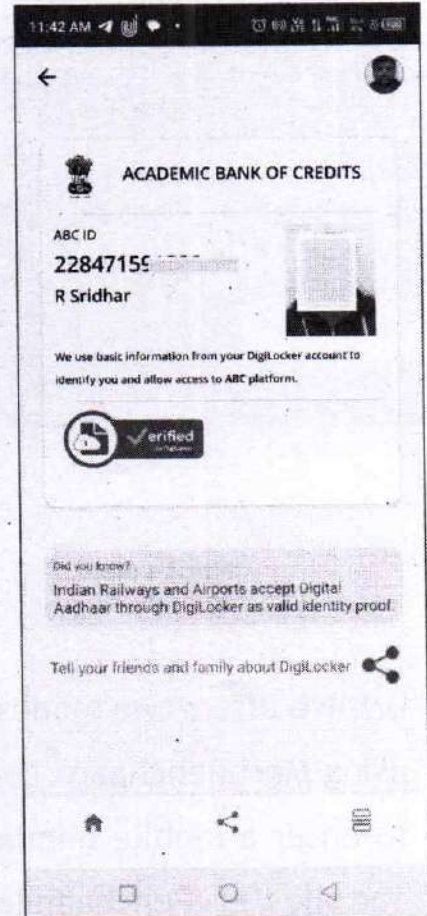 11:42 AM
ACADEMIC BANK OF CREDITS
ABC ID
22847159
R Sridhar
We use basic information from your DigiLocker account to
identify you and allow access to ABC platform.
Verified
Did you know?
Indian Railways and Airports accept Digital
Aadhaar through DigiLocker as valid identity proof.
Tell your friends and family about DigiLocker